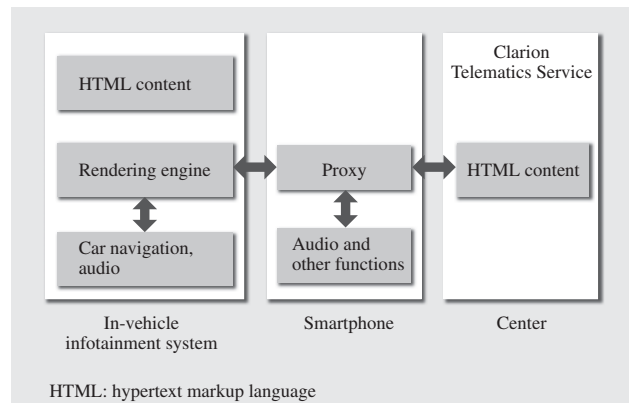 Clarion
Telematics Service
HTML content
Rendering engine
Proxy
HTML content
Car navigation,
audio
Audio and
other functions
In-vehicle
infotainment system
Smartphone
Center
HTML: hypertext markup language